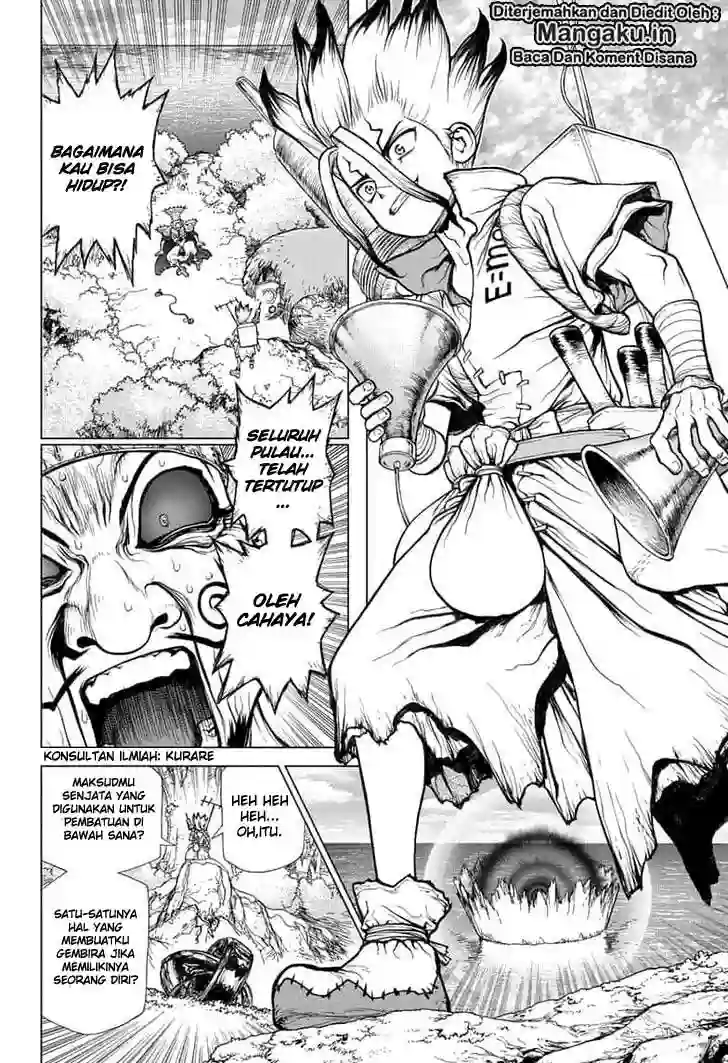 Diterjemahkan dan Diedit Oleh :
Mangaku.in
Baca Dan Koment Disana
BAGAIMANA
KAU BISA
HIDUP?!
SELURUH
PULAU...
TELAH
TERTUTUP
...
OLEH
CAHAYA!
KONSULTAN ILMIAH: KURARE
HEH HEH
HEH...
OH,ITU.
MAKSUDMU
SENJATA YANG
DIGUNAKAN UNTUK
PEMBATUAN DI
BAWAH SANA?
SATU-SATUNYA
HAL YANG
MEMBUATKU
GEMBIRA JIKA
MEMILIKINYA
SEORANG DIRI?